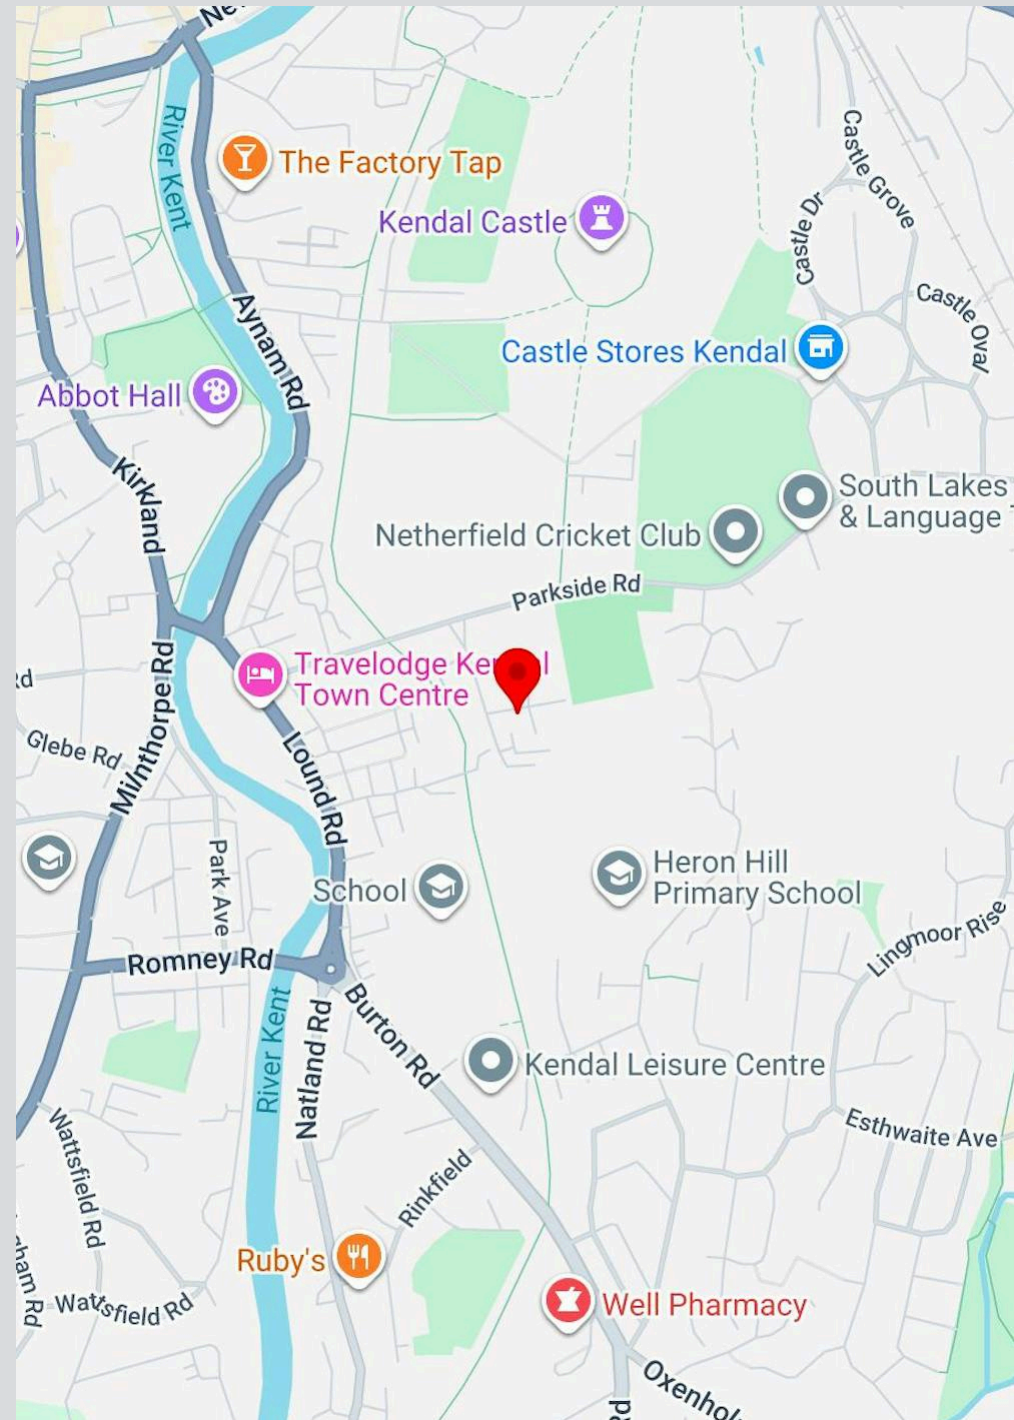 River Kent
The Factory Tap
Kendal Castle
Castle Grove
Castle Dr
Castle Oval
Aynam Rd
Castle Stores Kendal
Abbot Hall
Kirkland
South Lakes
& Language
Netherfield Cricket Club
Parkside Rd
Travelodge
Town Centre
Milnthorpe Rd
Glebe Rd
Lound Rd
Park Ave
School
Heron Hill
Primary School
Lingmoor Rise
Romney Rd
River Kent
Natland Rd
Burton Rd
Kendal Leisure Centre
Esthwaite Ave
Wattsfield Rd
Rinkfield
Ruby's
Wattsfield Rd
Well Pharmacy